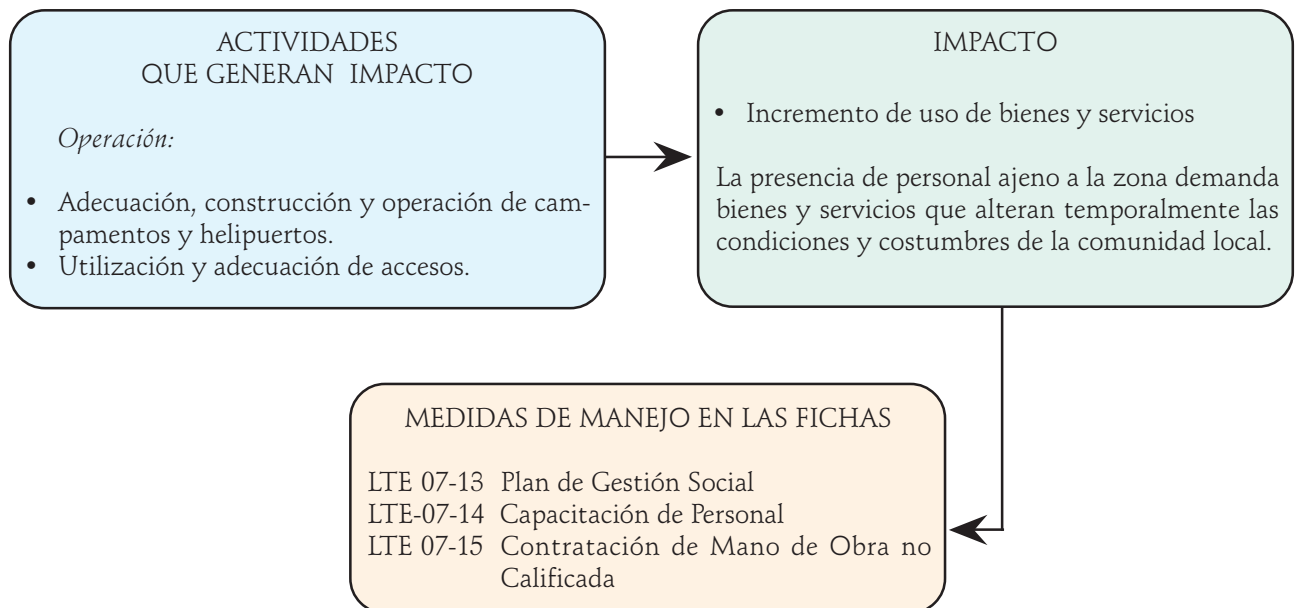 ACTIVIDADES
QUE GENERAN IMPACTO
Operación:
• Adecuación, construcción y operación de cam-
pamentos y helipuertos.
• Utilización y adecuación de accesos.
IMPACTO
• Incremento de uso de bienes y servicios
La presencia de personal ajeno a la zona demanda
bienes y servicios que alteran temporalmente las
condiciones y costumbres de la comunidad local.
MEDIDAS DE MANEJO EN LAS FICHAS
LTE 07-13 Plan de Gestión Social
LTE-07-14 Capacitación de Personal
LTE 07-15 Contratación de Mano de Obra no
Calificada